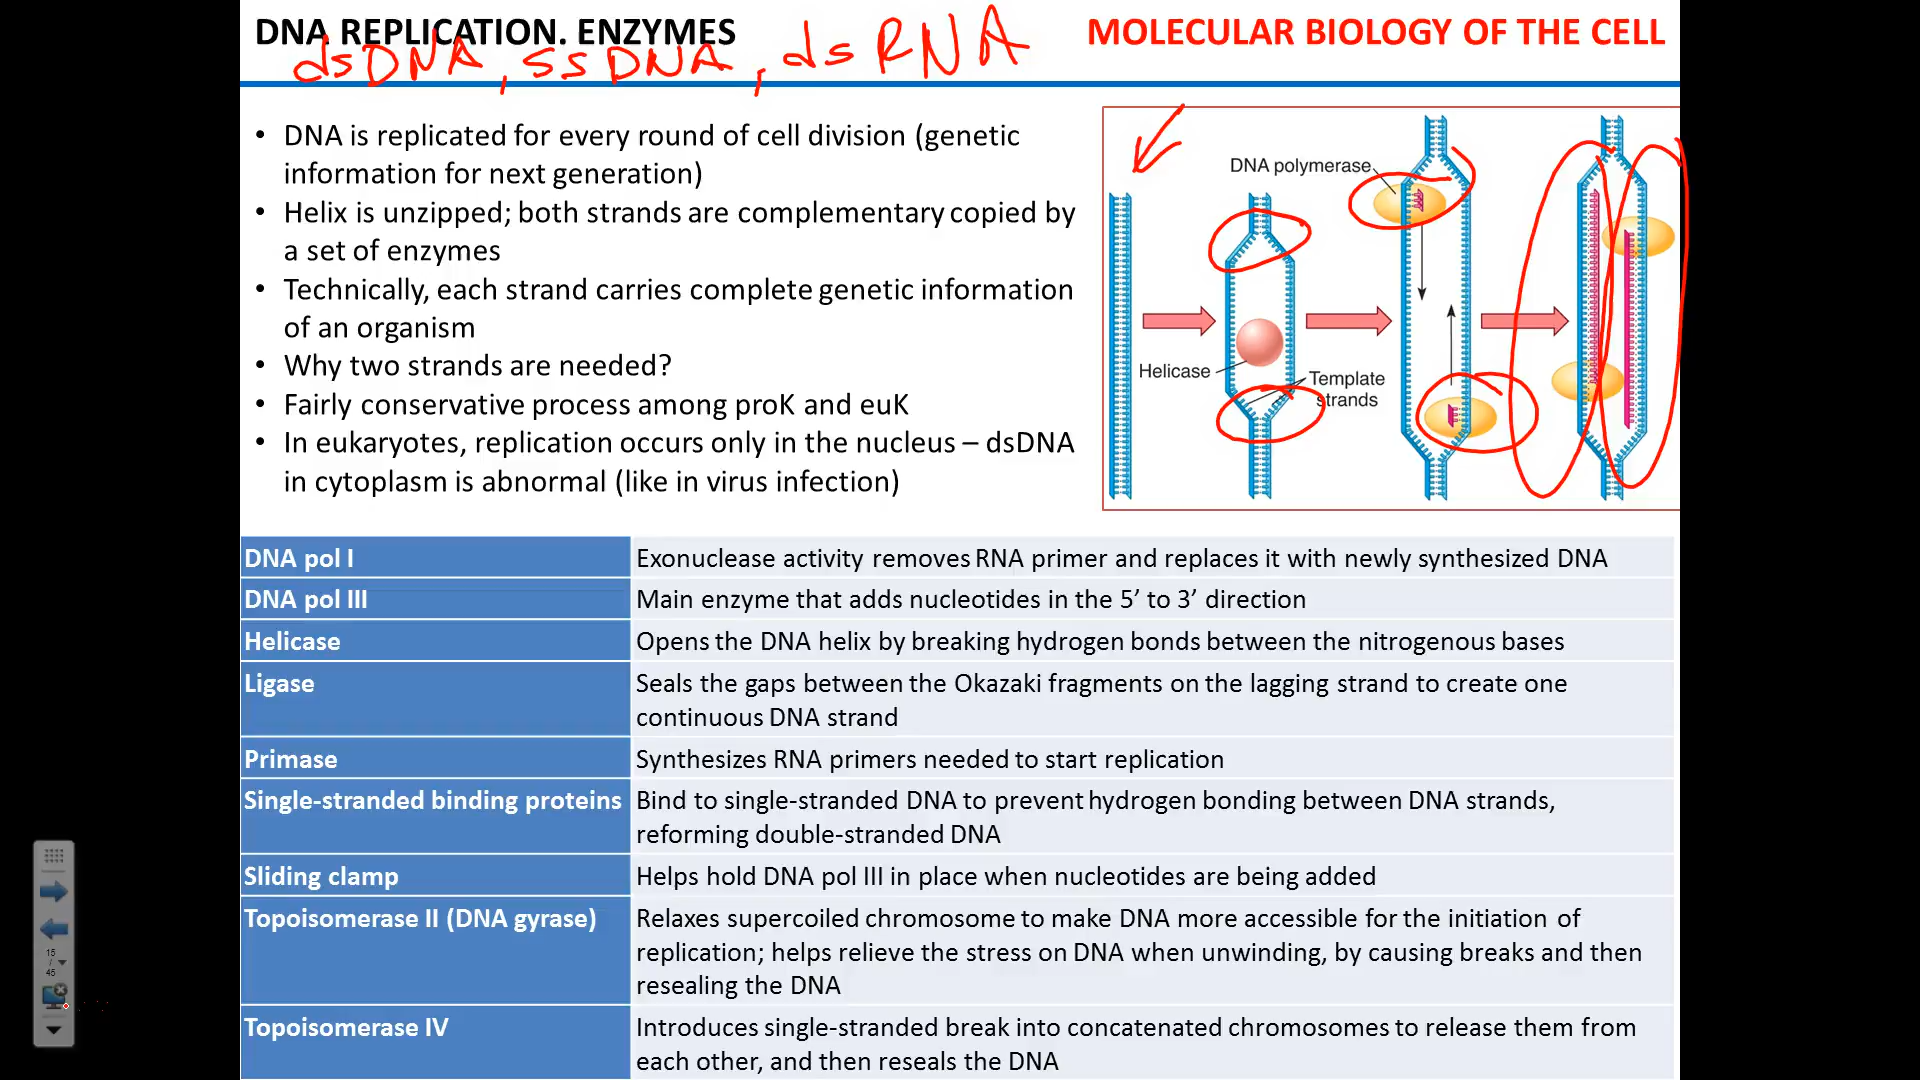 DNA REPLICATION. ENZYMES
MOLECULAR BIOLOGY OF THE CELL
dsDNA, ssDNA, dsRNA
• DNA is replicated for every round of cell division (genetic
information for next generation)
• Helix is unzipped; both strands are complementary copied by
a set of enzymes
• Technically, each strand carries complete genetic information
of an organism
• Why two strands are needed?
• Fairly conservative process among proK and euK
• In eukaryotes, replication occurs only in the nucleus – dsDNA
in cytoplasm is abnormal (like in virus infection)
DNA polymerase
Helicase
Template
strands
DNA pol I
Exonuclease activity removes RNA primer and replaces it with newly synthesized DNA
DNA pol III
Main enzyme that adds nucleotides in the 5’ to 3’ direction
Helicase
Opens the DNA helix by breaking hydrogen bonds between the nitrogenous bases
Ligase
Seals the gaps between the Okazaki fragments on the lagging strand to create one
continuous DNA strand
Primase
Synthesizes RNA primers needed to start replication
Single-stranded binding proteins
Bind to single-stranded DNA to prevent hydrogen bonding between DNA strands,
reforming double-stranded DNA
Sliding clamp
Helps hold DNA pol III in place when nucleotides are being added
Topoisomerase II (DNA gyrase)
Relaxes supercoiled chromosome to make DNA more accessible for the initiation of
replication; helps relieve the stress on DNA when unwinding, by causing breaks and then
resealing the DNA
Topoisomerase IV
Introduces single-stranded break into concatenated chromosomes to release them from
each other, and then reseals the DNA
15
/
45